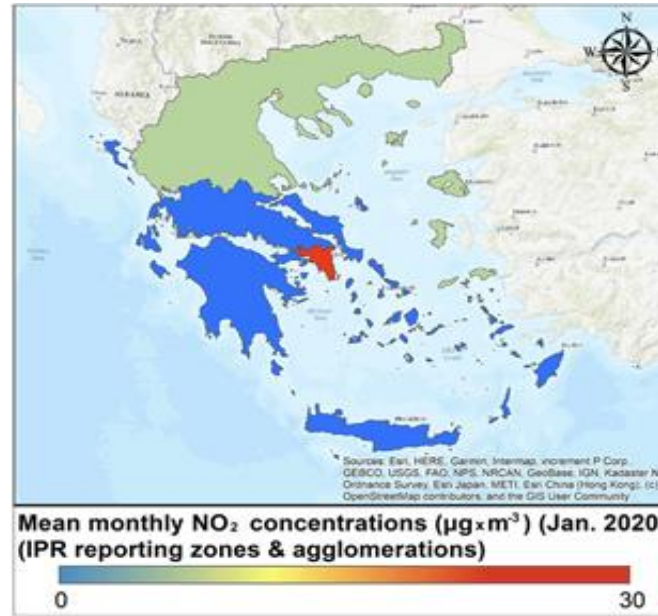 N
W
S
ALBANIA
Sources: Esri, HERE, Garmin, Intermap, increment P Corp.,
GEBCO, USGS, FAO, NPS, NRCAN, GeoBase, IGN, Kadaster N
Ordnance Survey, Esri Japan, METI, Esri China (Hong Kong), (c)
OpenStreetMap contributors, and the GIS User Community
Mean monthly NO₂ concentrations (µg×m⁻³) (Jan. 2020
(IPR reporting zones & agglomerations)
0 30